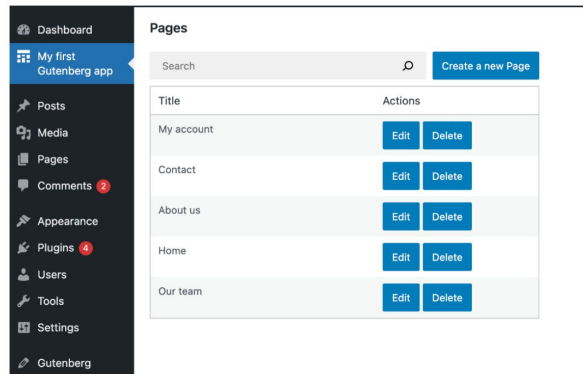 Dashboard
My first
Gutenberg app
Posts
Media
Pages
Comments 2
Appearance
Plugins 4
Users
Tools
Settings
Gutenberg
Pages
Search
Create a new Page
Title Actions
My account Edit Delete
Contact Edit Delete
About us Edit Delete
Home Edit Delete
Our team Edit Delete